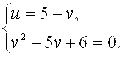 u = 5 − v,
v² − 5v + 6 = 0.